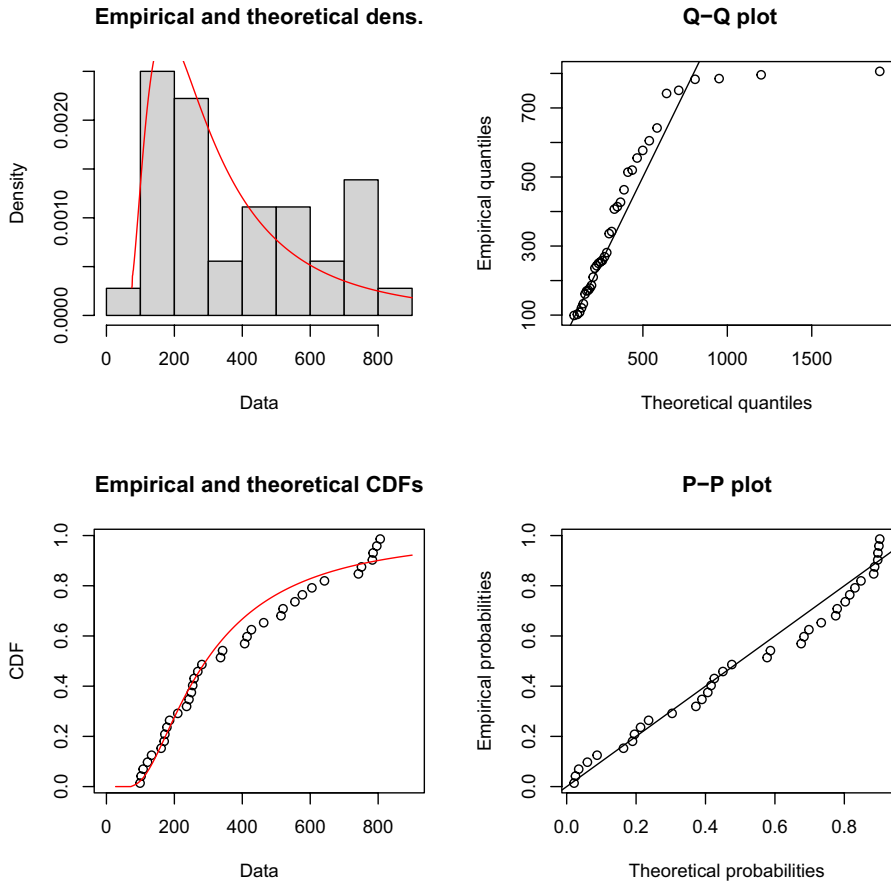 Empirical and theoretical dens.
Density
0.0000
0.0010
0.0020
0 200 400 600 800
Data
Q−Q plot
Empirical quantiles
100 300 500 700
500 1000 1500
Theoretical quantiles
Empirical and theoretical CDFs
CDF
0.0 0.2 0.4 0.6 0.8 1.0
0 200 400 600 800
Data
P−P plot
Empirical probabilities
0.0 0.2 0.4 0.6 0.8 1.0
0.0 0.2 0.4 0.6 0.8
Theoretical probabilities